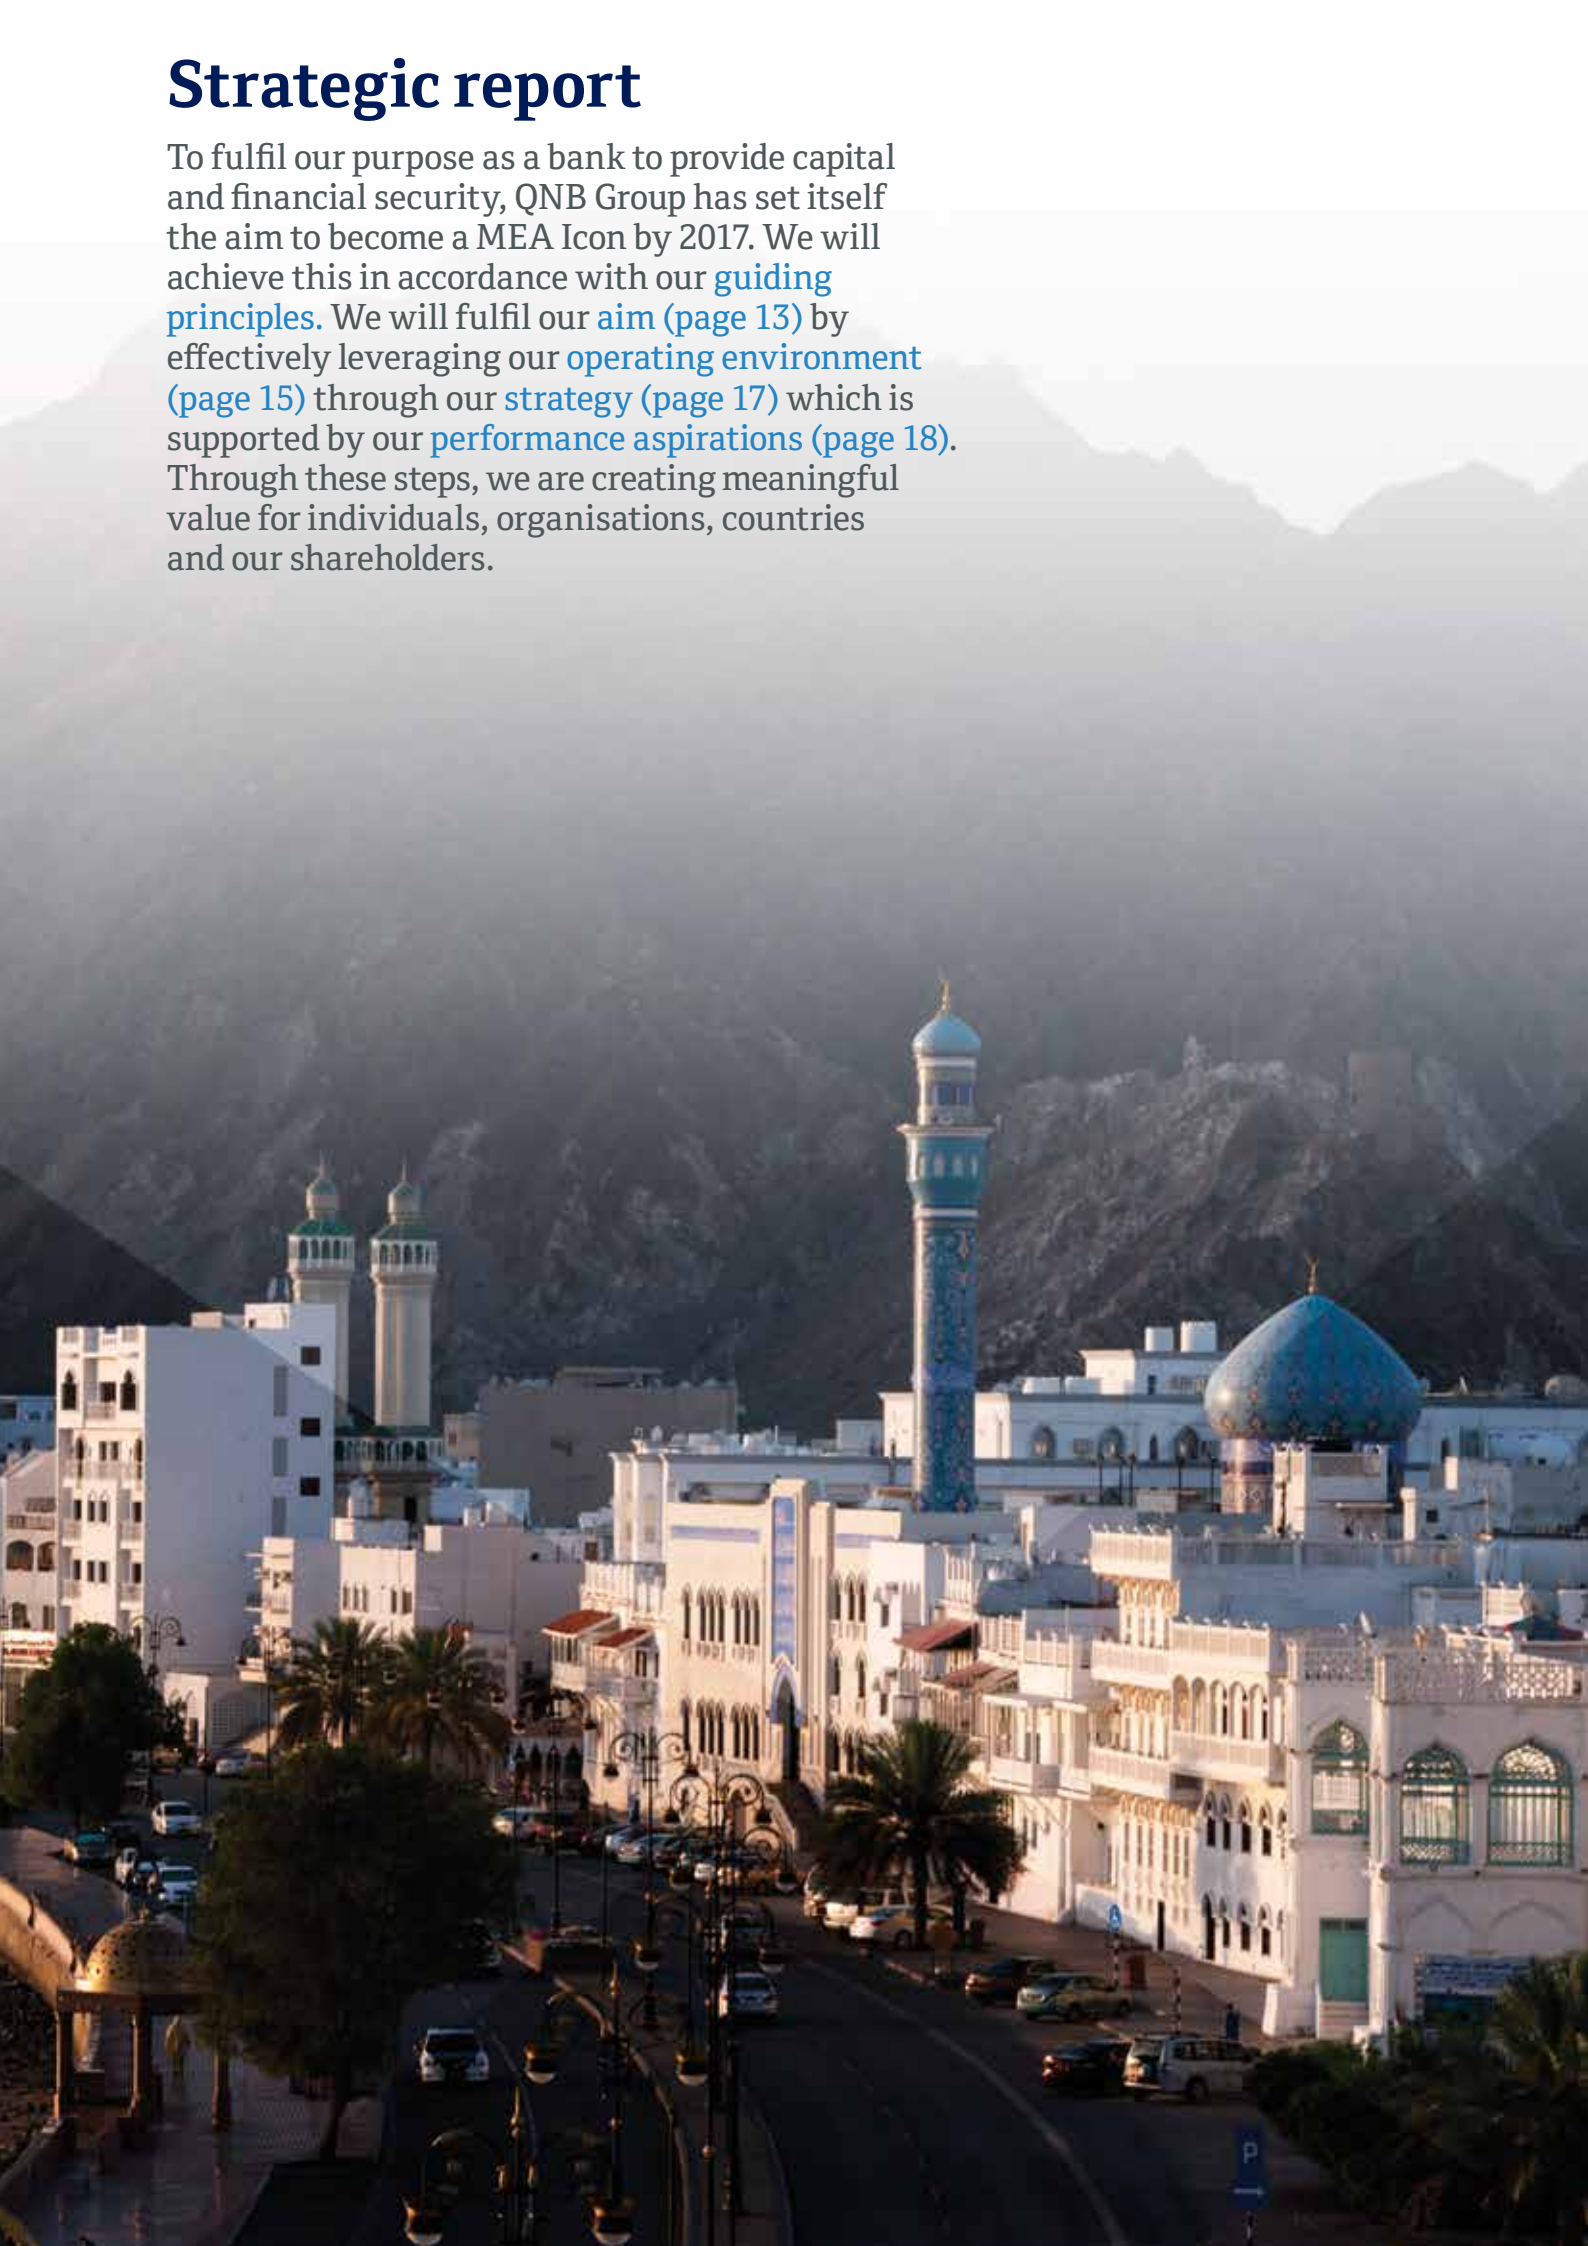 Strategic report
To fulfil our purpose as a bank to provide capital
and financial security, QNB Group has set itself
the aim to become a MEA Icon by 2017. We will
achieve this in accordance with our guiding
principles. We will fulfil our aim (page 13) by
effectively leveraging our operating environment
(page 15) through our strategy (page 17) which is
supported by our performance aspirations (page 18).
Through these steps, we are creating meaningful
value for individuals, organisations, countries
and our shareholders.
P